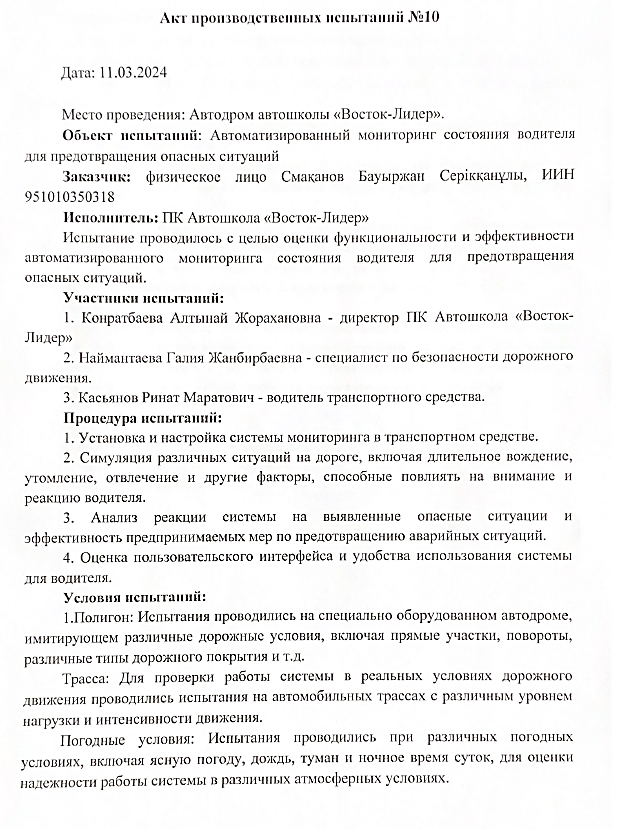 Акт производственных испытаний №10
Дата: 11.03.2024
Место проведения: Автодром автошколы «Восток-Лидер».
Объект испытаний: Автоматизированный мониторинг состояния водителя
для предотвращения опасных ситуаций
Заказчик: физическое лицо Смақанов Бауыржан Серікқанұлы, ИИН
951010350318
Исполнитель: ПК Автошкола «Восток-Лидер»
Испытание проводилось с целью оценки функциональности и эффективности
автоматизированного мониторинга состояния водителя для предотвращения
опасных ситуаций.
Участники испытаний:
1. Конратбаева Алтынай Жорахановна - директор ПК Автошкола «Восток-
Лидер»
2. Наймантаева Галия Жанбирбаевна - специалист по безопасности дорожного
движения.
3. Касьянов Ринат Маратович - водитель транспортного средства.
Процедура испытаний:
1. Установка и настройка системы мониторинга в транспортном средстве.
2. Симуляция различных ситуаций на дороге, включая длительное вождение,
утомление, отвлечение и другие факторы, способные повлиять на внимание и
реакцию водителя.
3. Анализ реакции системы на выявленные опасные ситуации и
эффективность предпринимаемых мер по предотвращению аварийных ситуаций.
4. Оценка пользовательского интерфейса и удобства использования системы
для водителя.
Условия испытаний:
1.Полигон: Испытания проводились на специально оборудованном автодроме,
имитирующем различные дорожные условия, включая прямые участки, повороты,
различные типы дорожного покрытия и т.д.
Трасса: Для проверки работы системы в реальных условиях дорожного
движения проводились испытания на автомобильных трассах с различным уровнем
нагрузки и интенсивности движения.
Погодные условия: Испытания проводились при различных погодных
условиях, включая ясную погоду, дождь, туман и ночное время суток, для оценки
надежности работы системы в различных атмосферных условиях.